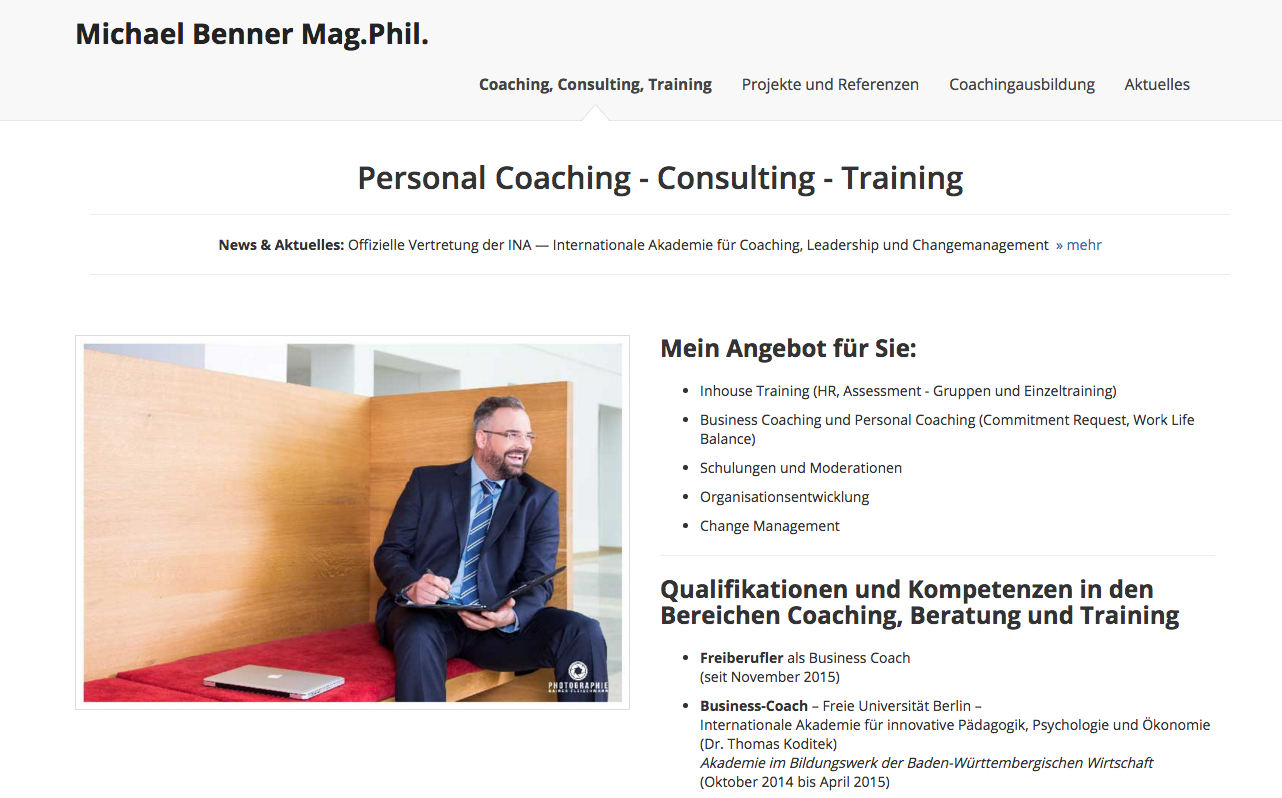 Michael Benner Mag.Phil.
Coaching, Consulting, Training Projekte und Referenzen Coachingausbildung Aktuelles
Personal Coaching - Consulting - Training
News & Aktuelles: Offizielle Vertretung der INA — Internationale Akademie für Coaching, Leadership und Changemanagement » mehr
Mein Angebot für Sie:
• Inhouse Training (HR, Assessment - Gruppen und Einzeltraining)
• Business Coaching und Personal Coaching (Commitment Request, Work Life
Balance)
• Schulungen und Moderationen
• Organisationsentwicklung
• Change Management
Qualifikationen und Kompetenzen in den
Bereichen Coaching, Beratung und Training
• Freiberufler als Business Coach
(seit November 2015)
• Business-Coach – Freie Universität Berlin –
Internationale Akademie für innovative Pädagogik, Psychologie und Ökonomie
(Dr. Thomas Koditek)
Akademie im Bildungswerk der Baden-Württembergischen Wirtschaft
(Oktober 2014 bis April 2015)
PHOTOGRAPHIE